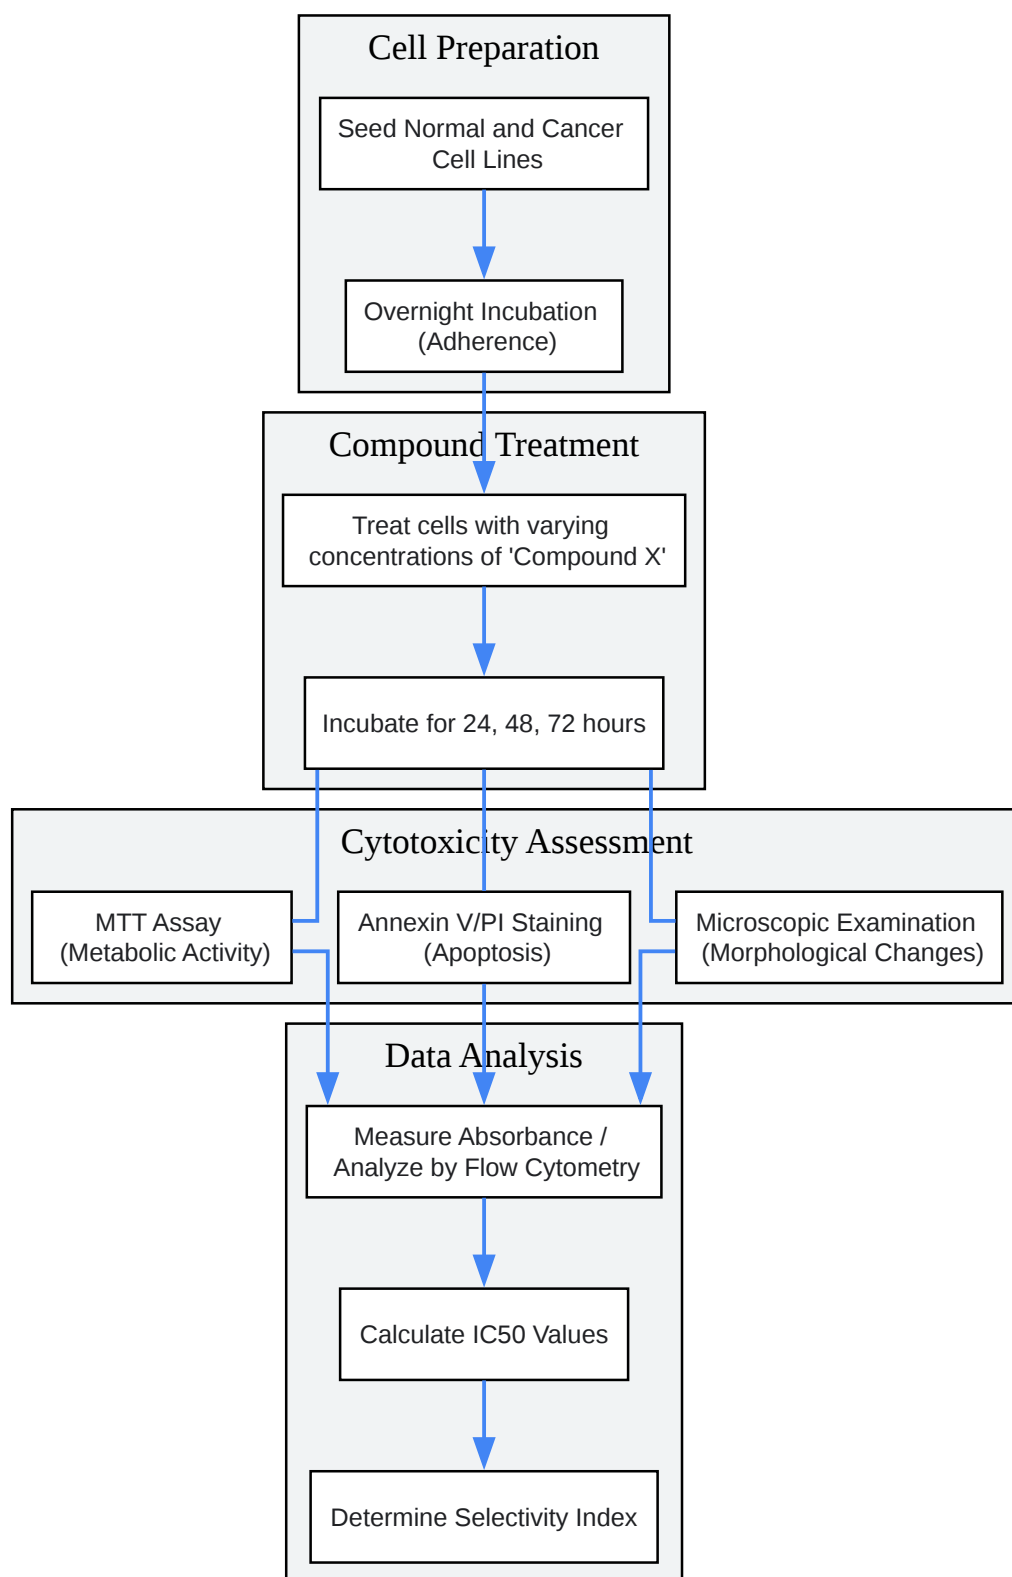 Cell Preparation
Seed Normal and Cancer
Cell Lines
Overnight Incubation
(Adherence)
Compound Treatment
Treat cells with varying
concentrations of 'Compound X'
Incubate for 24, 48, 72 hours
Cytotoxicity Assessment
MTT Assay
(Metabolic Activity)
Annexin V/PI Staining
(Apoptosis)
Microscopic Examination
(Morphological Changes)
Data Analysis
Measure Absorbance /
Analyze by Flow Cytometry
Calculate IC50 Values
Determine Selectivity Index